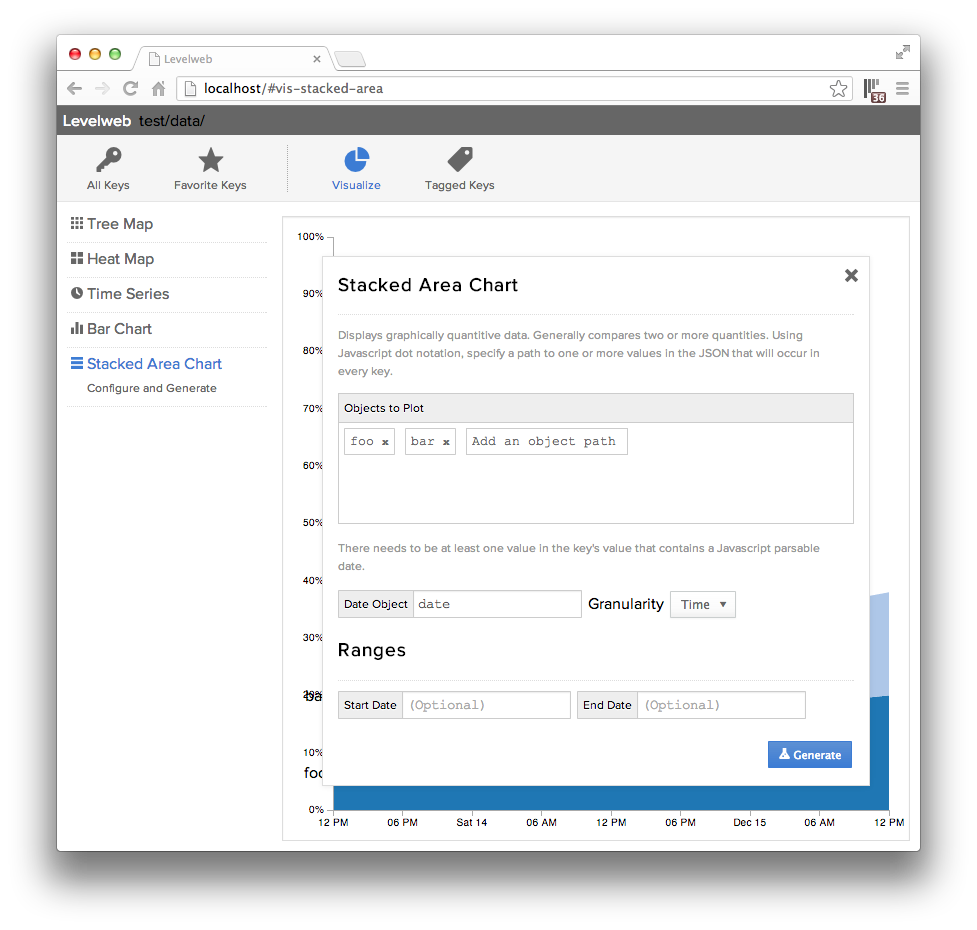 Levelweb
localhost/#vis-stacked-area
36
Levelweb test/data/
All Keys
Favorite Keys
Visualize
Tagged Keys
Tree Map
Heat Map
Time Series
Bar Chart
Stacked Area Chart
Configure and Generate
100%
90%
80%
70%
60%
50%
40%
30%
20%
10%
0%
Stacked Area Chart
Displays graphically quantitive data. Generally compares two or more quantities. Using
Javascript dot notation, specify a path to one or more values in the JSON that will occur in
every key.
Objects to Plot
foo x bar x Add an object path
There needs to be at least one value in the key's value that contains a Javascript parsable
date.
Date Object date Granularity Time
Ranges
Start Date (Optional) End Date (Optional)
Generate
12 PM 06 PM Sat 14 06 AM 12 PM 06 PM Dec 15 06 AM 12 PM